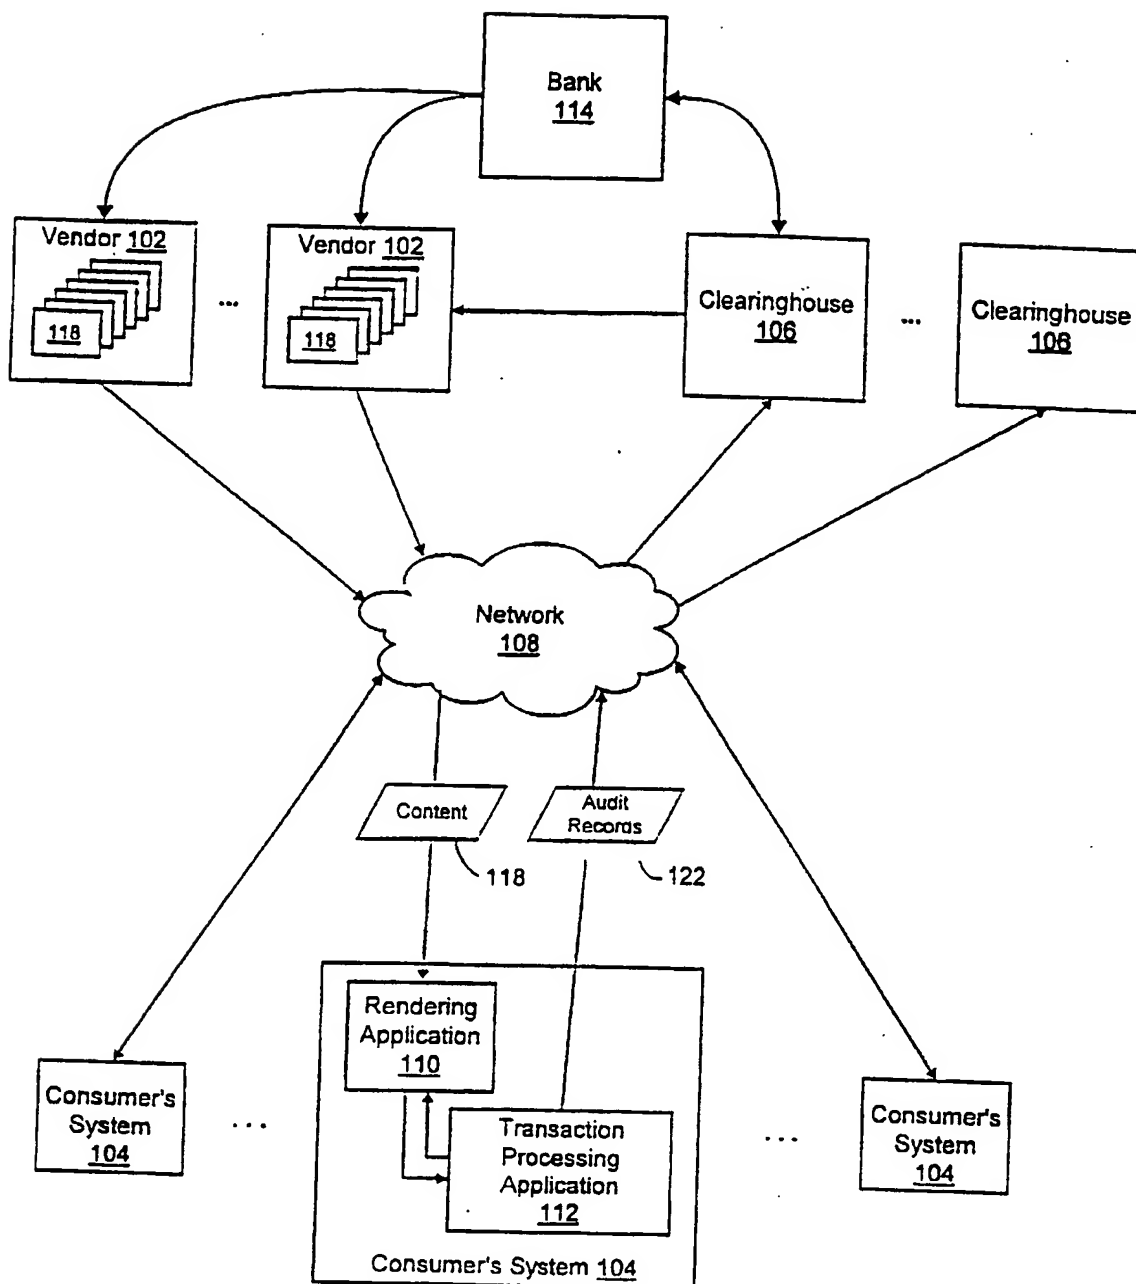 Bank
114
Vendor 102
118
...
Vendor 102
118
Clearinghouse
106
...
Clearinghouse
106
Network
108
Content
118
Audit
Records
122
Rendering
Application
110
Transaction
Processing
Application
112
Consumer's System 104
Consumer's
System
104
...
...
Consumer's
System
104